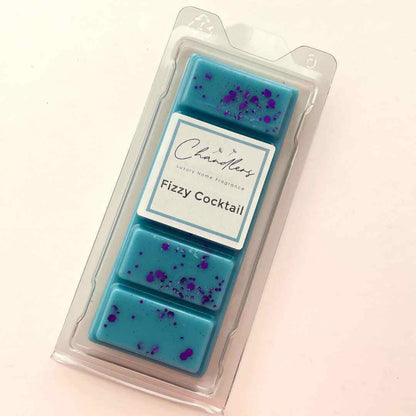 Chandlers
Luxury Home Fragrance
Fizzy Cocktail